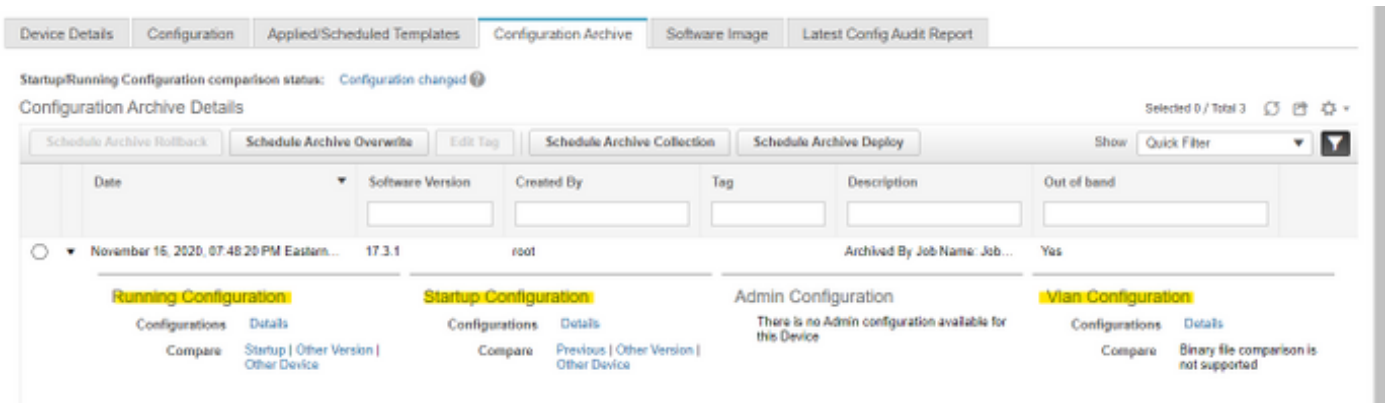 Device Details Configuration Applied/Scheduled Templates Configuration Archive Software Image Latest Config Audit Report
Startup/Running Configuration comparison status: Configuration changed ?
Configuration Archive Details Selected 0 / Total 3
Schedule Archive Rollback Schedule Archive Overwrite Edit Tag Schedule Archive Collection Schedule Archive Deploy Show Quick Filter
Date Software Version Created By Tag Description Out of band
November 16, 2020, 07:48:20 PM Eastern... 17.3.1 root Archived By Job Name: Job... Yes
Running Configuration
Configurations Details
Compare Startup | Other Version |
Other Device
Startup Configuration
Configurations Details
Compare Previous | Other Version |
Other Device
Admin Configuration
There is no Admin configuration available for
this Device
Vlan Configuration
Configurations Details
Compare Binary file comparison is
not supported